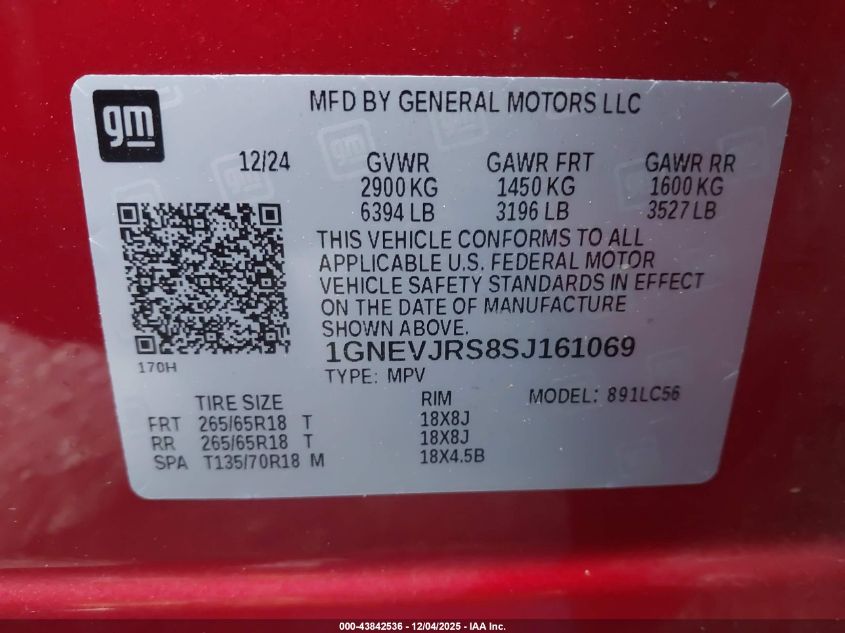 gm
MFD BY GENERAL MOTORS LLC
12/24 GVWR GAWR FRT GAWR RR
2900 KG 1450 KG 1600 KG
6394 LB 3196 LB 3527 LB
THIS VEHICLE CONFORMS TO ALL
APPLICABLE U.S. FEDERAL MOTOR
VEHICLE SAFETY STANDARDS IN EFFECT
ON THE DATE OF MANUFACTURE
SHOWN ABOVE.
1GNEVJRS8SJ161069
170H
TYPE: MPV
TIRE SIZE RIM MODEL: 891LC56
FRT 265/65R18 T 18X8J
RR 265/65R18 T 18X8J
SPA T135/70R18 M 18X4.5B
000-43842536 - 12/04/2025 - IAA Inc.